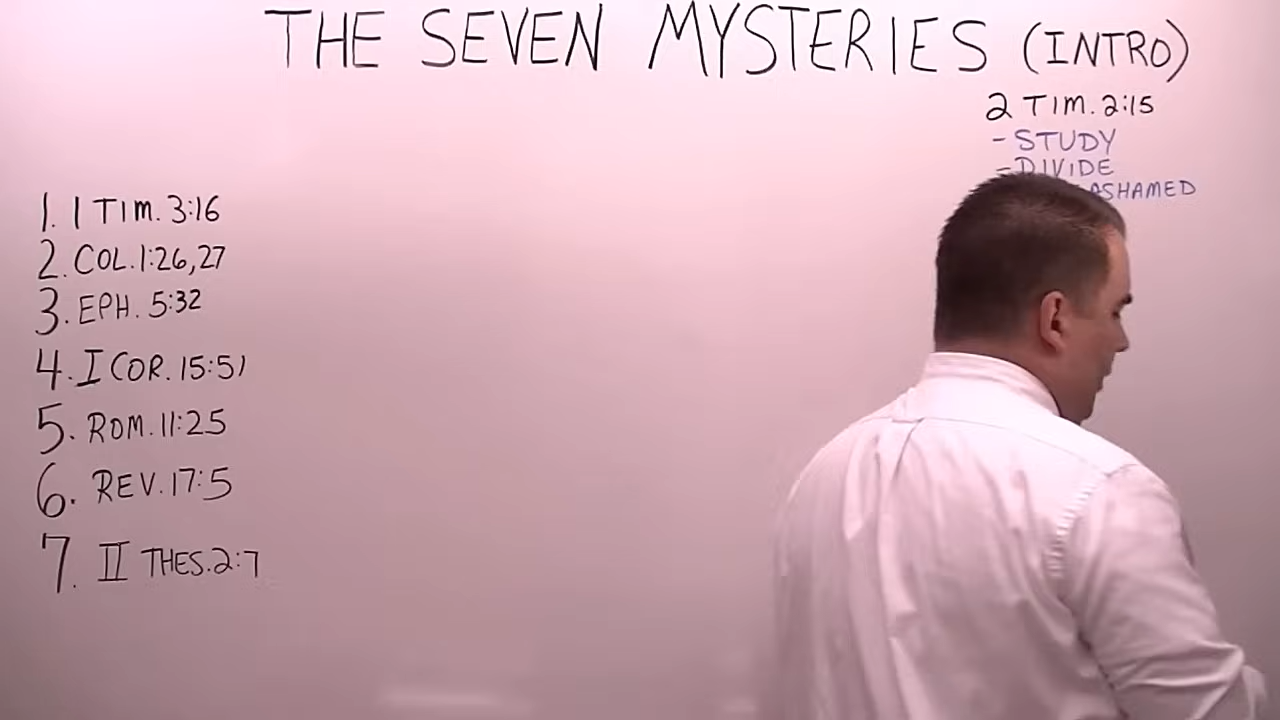 THE SEVEN MYSTERIES (INTRO)
2 TIM. 2:15
- STUDY
- DIVIDE
ASHAMED
1. 1 TIM. 3:16
2. COL. 1:26,27
3. EPH. 5:32
4. I COR. 15:51
5. ROM. 11:25
6. REV. 17:5
7. II THES. 2:7